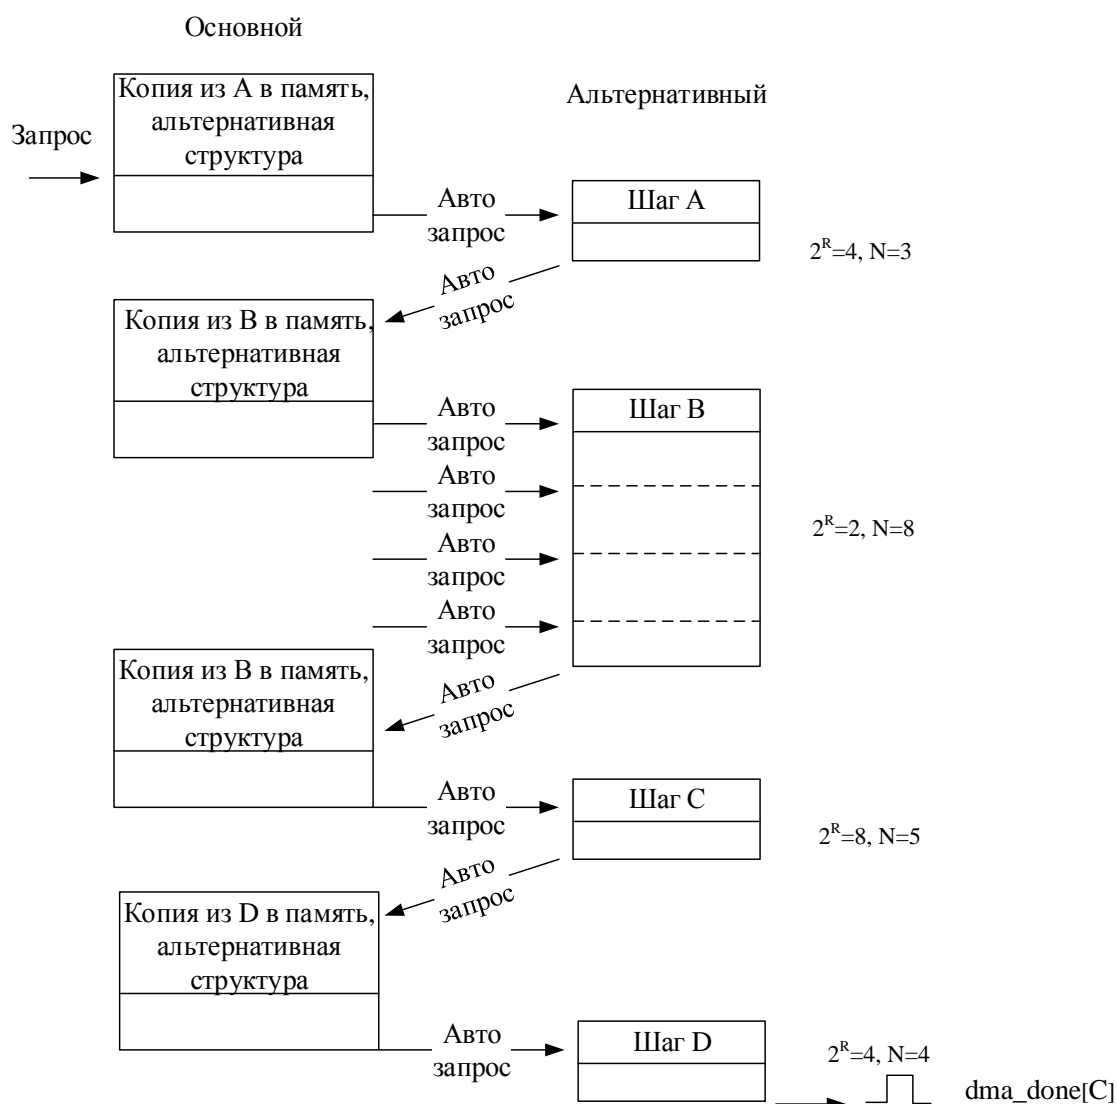 Основной
Копия из A в память,
альтернативная
структура
Альтернативный
Запрос
Авто
запрос
Шаг A
2^R=4, N=3
Авто
запрос
Копия из B в память,
альтернативная
структура
Авто
запрос
Шаг B
Авто
запрос
Авто
запрос
2^R=2, N=8
Авто
запрос
Копия из B в память,
альтернативная
структура
Авто
запрос
Авто
запрос
Шаг C
2^R=8, N=5
Авто
запрос
Копия из D в память,
альтернативная
структура
Авто
запрос
Шаг D
2^R=4, N=4
dma_done[C]